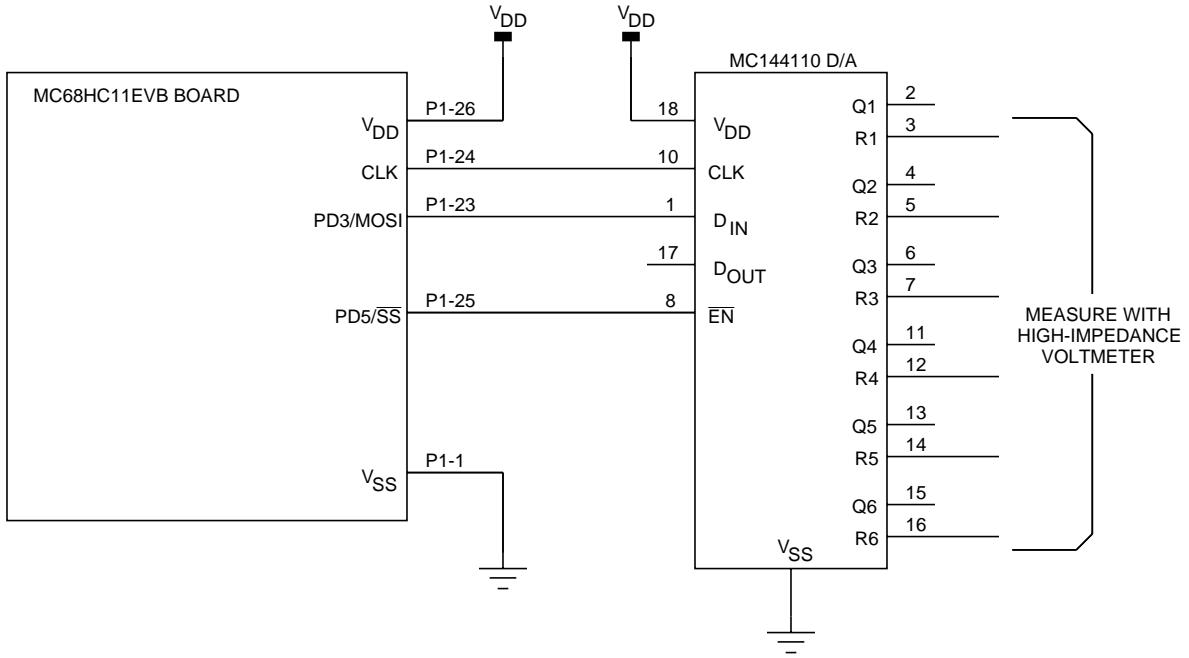 VDD
VDD
MC68HC11EVB BOARD
MC144110 D/A
VDD
P1-26
CLK
P1-24
PD3/MOSI
P1-23
PD5/SS
P1-25
VSS
P1-1
18
VDD
10
CLK
1
DIN
17
DOUT
8
EN
VSS
Q1
2
R1
3
Q2
4
R2
5
Q3
6
R3
7
Q4
11
R4
12
Q5
13
R5
14
Q6
15
R6
16
MEASURE WITH
HIGH-IMPEDANCE
VOLTMETER